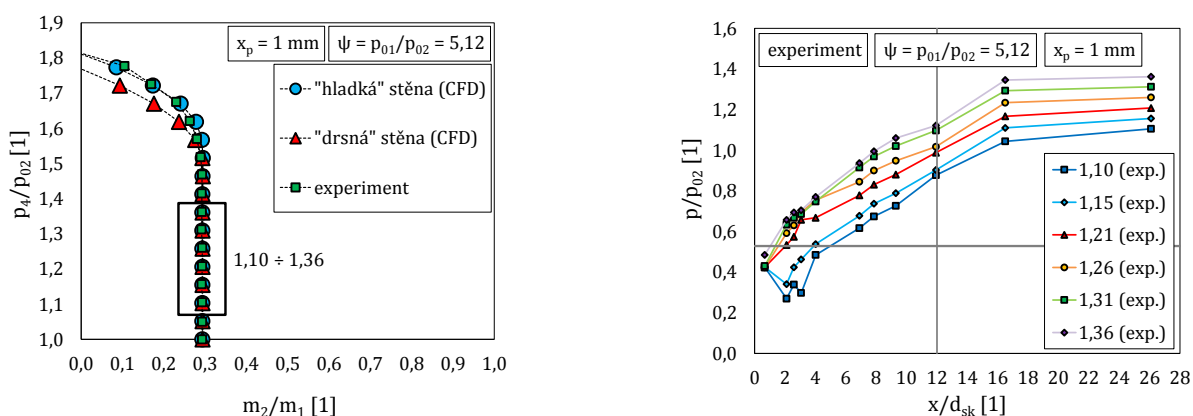 1,9
1,8
1,7
1,6
1,5
1,4
1,3
1,2
1,1
1,0
p4/p02 [1]
xp = 1 mm
ψ = p01/p02 = 5,12
"hladká" stěna (CFD)
"drsná" stěna (CFD)
experiment
1,10 ÷ 1,36
0,0 0,1 0,2 0,3 0,4 0,5 0,6 0,7 0,8 0,9 1,0
m2/m1 [1]
1,6
1,4
1,2
1,0
0,8
0,6
0,4
0,2
0,0
p/p02 [1]
experiment
ψ = p01/p02 = 5,12
xp = 1 mm
1,10 (exp.)
1,15 (exp.)
1,21 (exp.)
1,26 (exp.)
1,31 (exp.)
1,36 (exp.)
0 2 4 6 8 10 12 14 16 18 20 22 24 26 28
x/dsk [1]